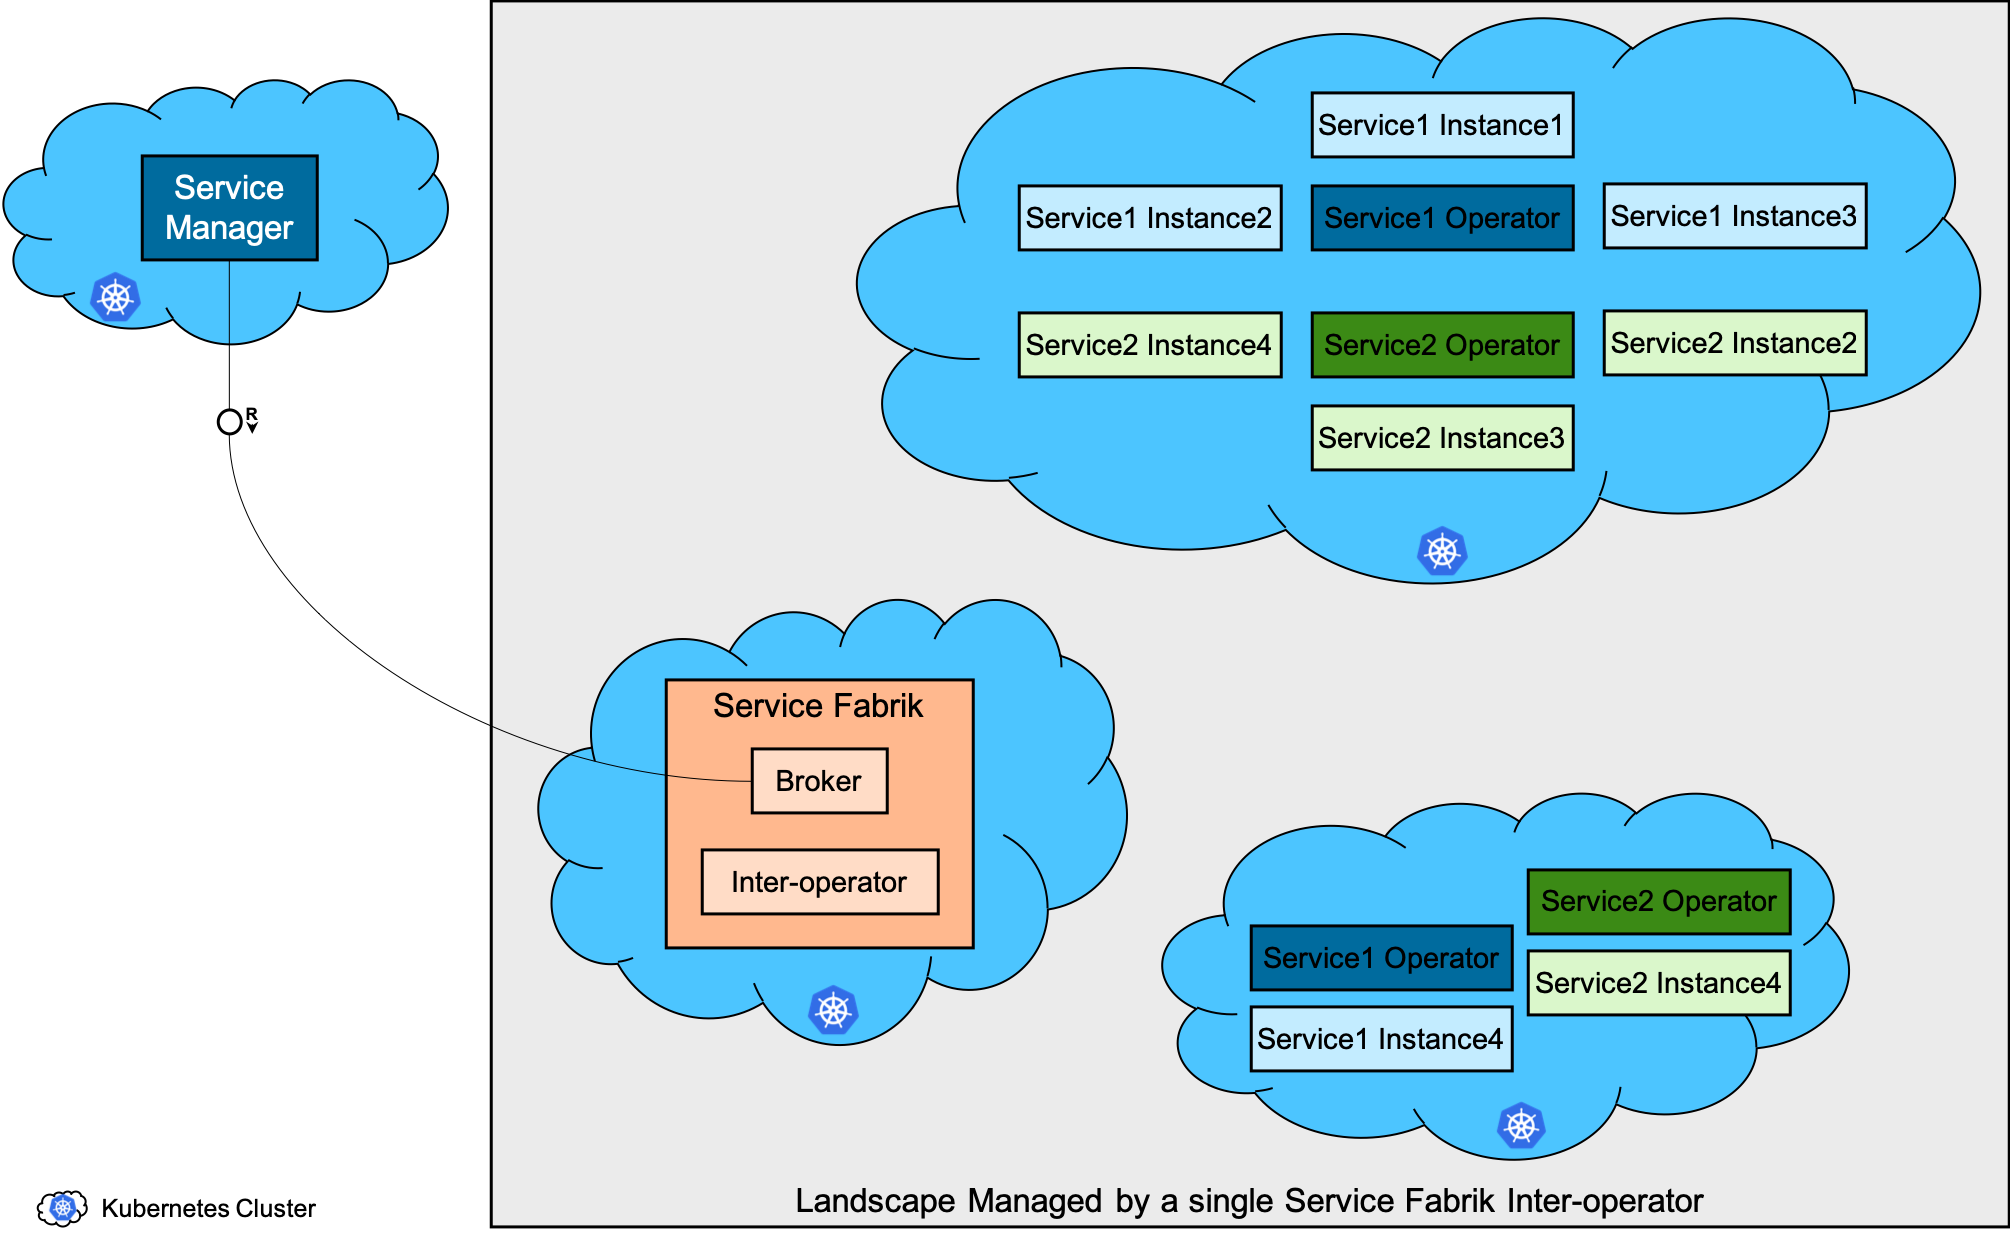 Service
Manager
R
Service1 Instance1
Service1 Instance2
Service1 Operator
Service1 Instance3
Service2 Instance4
Service2 Operator
Service2 Instance2
Service2 Instance3
Service Fabrik
Broker
Inter-operator
Service2 Operator
Service1 Operator
Service2 Instance4
Service1 Instance4
Landscape Managed by a single Service Fabrik Inter-operator
Kubernetes Cluster